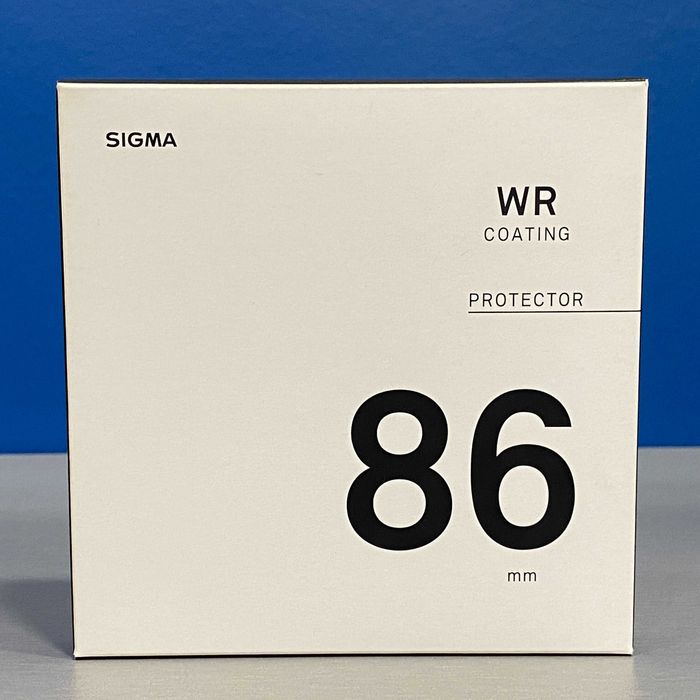 SIGMA
WR
COATING
PROTECTOR
86
mm